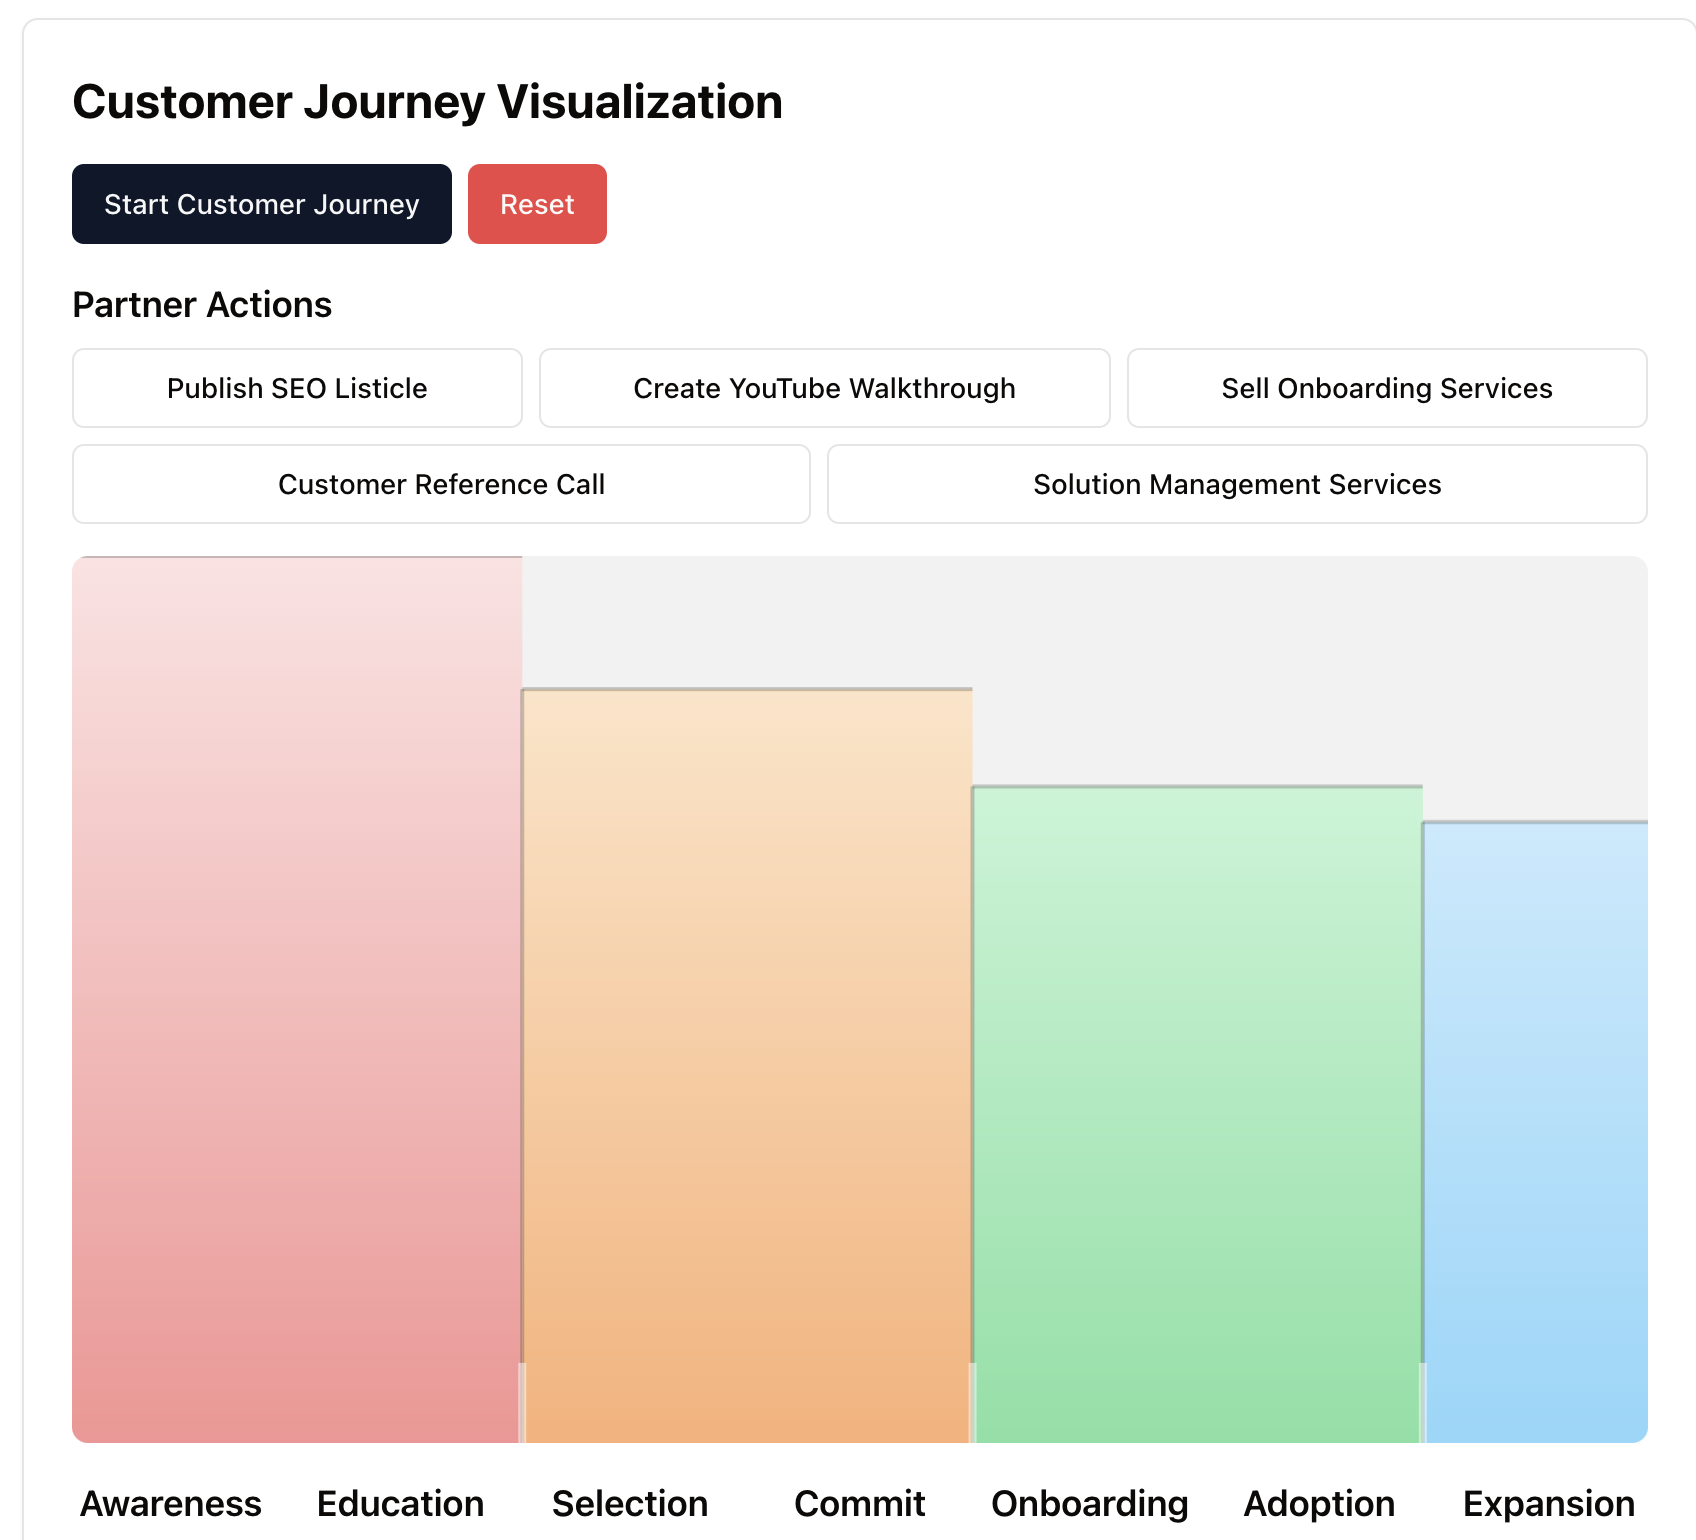 Customer Journey Visualization
Start Customer Journey Reset
Partner Actions
Publish SEO Listicle Create YouTube Walkthrough Sell Onboarding Services
Customer Reference Call Solution Management Services
Awareness Education Selection Commit Onboarding Adoption Expansion